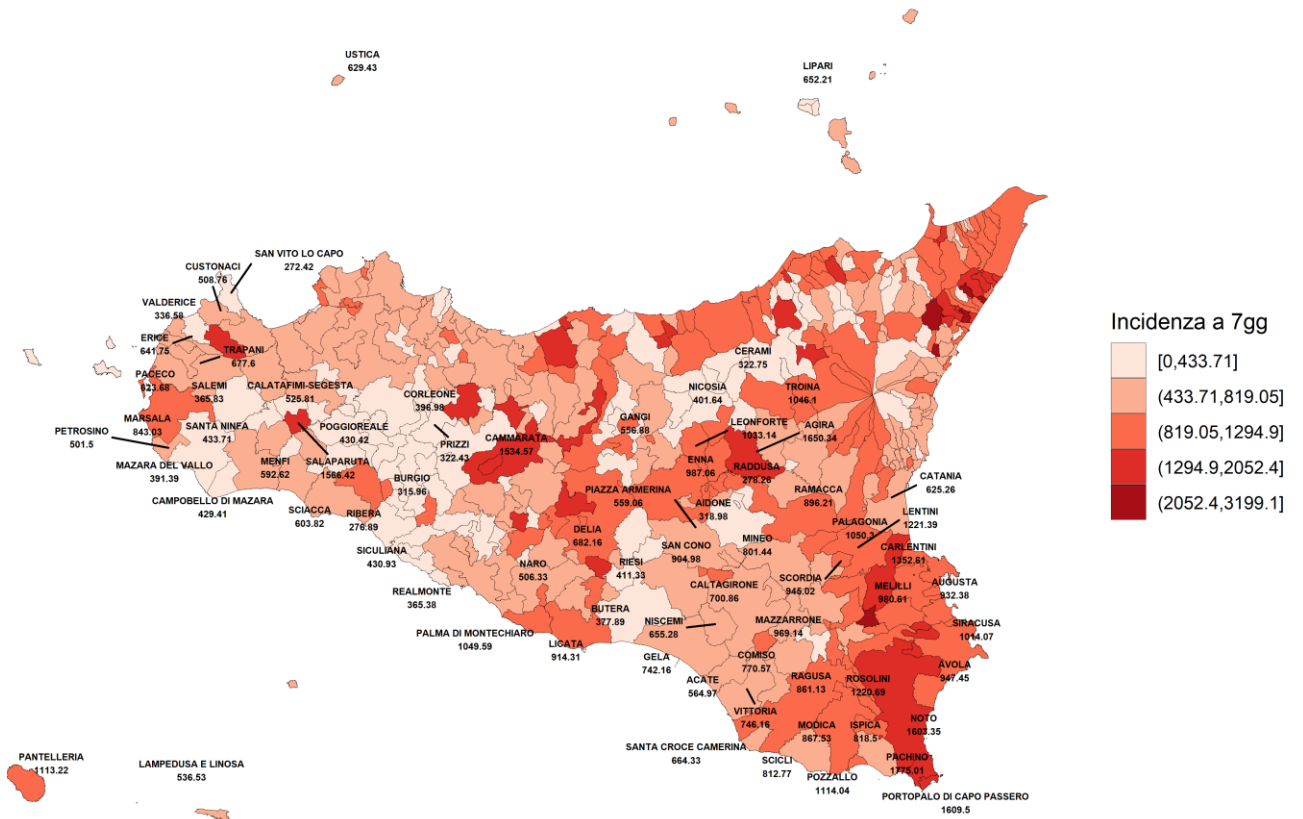 USTICA
629.43
LIPARI
652.21
SAN VITO LO CAPO
272.42
CUSTONACI
508.76
VALDERICE
336.58
ERICE
641.75
TRAPANI
677.6
PACECO
623.68
SALEMI
365.83
CALATAFIMI-SEGESTA
525.81
MARSALA
843.03
SANTA NINFA
433.71
POGGIOREALE
430.42
PETROSINO
501.5
MAZARA DEL VALLO
391.39
CAMPOBELLO DI MAZARA
429.41
MENFI
592.62
SALAPARUTA
1566.42
SCIACCA
603.82
RIBERA
276.89
CORLEONE
396.98
PRIZZI
322.43
BURGIO
315.96
CAMMARATA
1534.57
SICULIANA
430.93
REALMONTE
365.38
PALMA DI MONTECHIARO
1049.59
NARO
506.33
LICATA
914.31
DELIA
682.16
RIESI
411.33
BUTERA
377.89
GANGI
556.88
NICOSIA
401.64
CERAMI
322.75
TROINA
1046.1
LEONFORTE
1033.14
AGIRA
1650.34
ENNA
987.06
RADDUSA
278.26
PIAZZA ARMERINA
559.06
AIDONE
318.98
RAMACCA
896.21
CATANIA
625.26
LENTINI
1221.39
PALAGONIA
1050.3
CARLENTINI
1352.61
SAN CONO
904.98
MINEO
801.44
SCORDIA
945.02
MELILLI
980.61
AUGUSTA
932.38
CALTAGIRONE
700.86
NISCEMI
655.28
MAZZARRONE
969.14
SIRACUSA
1014.07
GELA
742.16
ACATE
564.97
COMISO
770.57
RAGUSA
861.13
ROSOLINI
1220.69
AVOLA
947.45
VITTORIA
746.16
MODICA
867.53
ISPICA
818.5
NOTO
1603.35
SANTA CROCE CAMERINA
664.33
SCICLI
812.77
POZZALLO
1114.04
PACHINO
1775.01
PORTOPALO DI CAPO PASSERO
1609.5
PANTELLERIA
1113.22
LAMPEDUSA E LINOSA
536.53
Incidenza a 7gg
[0,433.71]
(433.71,819.05]
(819.05,1294.9]
(1294.9,2052.4]
(2052.4,3199.1]